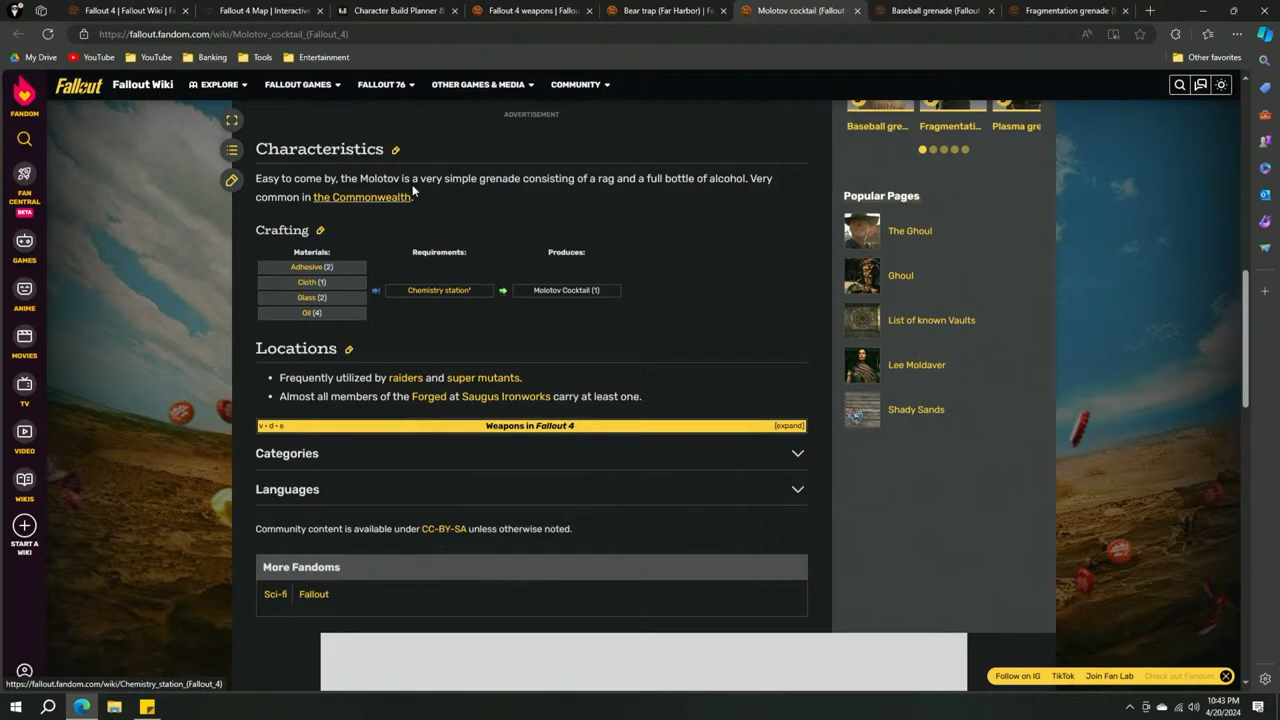 Fallout 4 | Fallout Wiki | Fan
Fallout 4 Map | Interactive
Character Build Planner &
Fallout 4 weapons | Fallou
Bear trap (Far Harbor) | Fa
Molotov cocktail (Fallout
Baseball grenade (Fallout
Fragmentation grenade (
https://fallout.fandom.com/wiki/Molotov_cocktail_(Fallout_4)
My Drive
YouTube
YouTube
Banking
Tools
Entertainment
Other favorites
FANDOM
Fallout
Fallout Wiki
EXPLORE
FALLOUT GAMES
FALLOUT 76
OTHER GAMES & MEDIA
COMMUNITY
FAN
CENTRAL
BETA
GAMES
ANIME
MOVIES
TV
VIDEO
WIKIS
START A
WIKI
ADVERTISEMENT
Characteristics
Easy to come by, the Molotov is a very simple grenade consisting of a rag and a full bottle of alcohol. Very
common in the Commonwealth.
Crafting
Materials:
Requirements:
Produces:
Adhesive (2)
Cloth (1)
Glass (2)
Oil (4)
Chemistry station*
Molotov Cocktail (1)
Locations
• Frequently utilized by raiders and super mutants.
• Almost all members of the Forged at Saugus Ironworks carry at least one.
v • d • e
Weapons in Fallout 4
[expand]
Categories
Languages
Community content is available under CC-BY-SA unless otherwise noted.
More Fandoms
Sci-fi
Fallout
Baseball gre...
Fragmentati...
Plasma gre
Popular Pages
The Ghoul
Ghoul
List of known Vaults
Lee Moldaver
Shady Sands
Follow on IG
TikTok
Join Fan Lab
Check out Fandom
https://fallout.fandom.com/wiki/Chemistry_station_(Fallout_4)
10:43 PM
4/20/2024